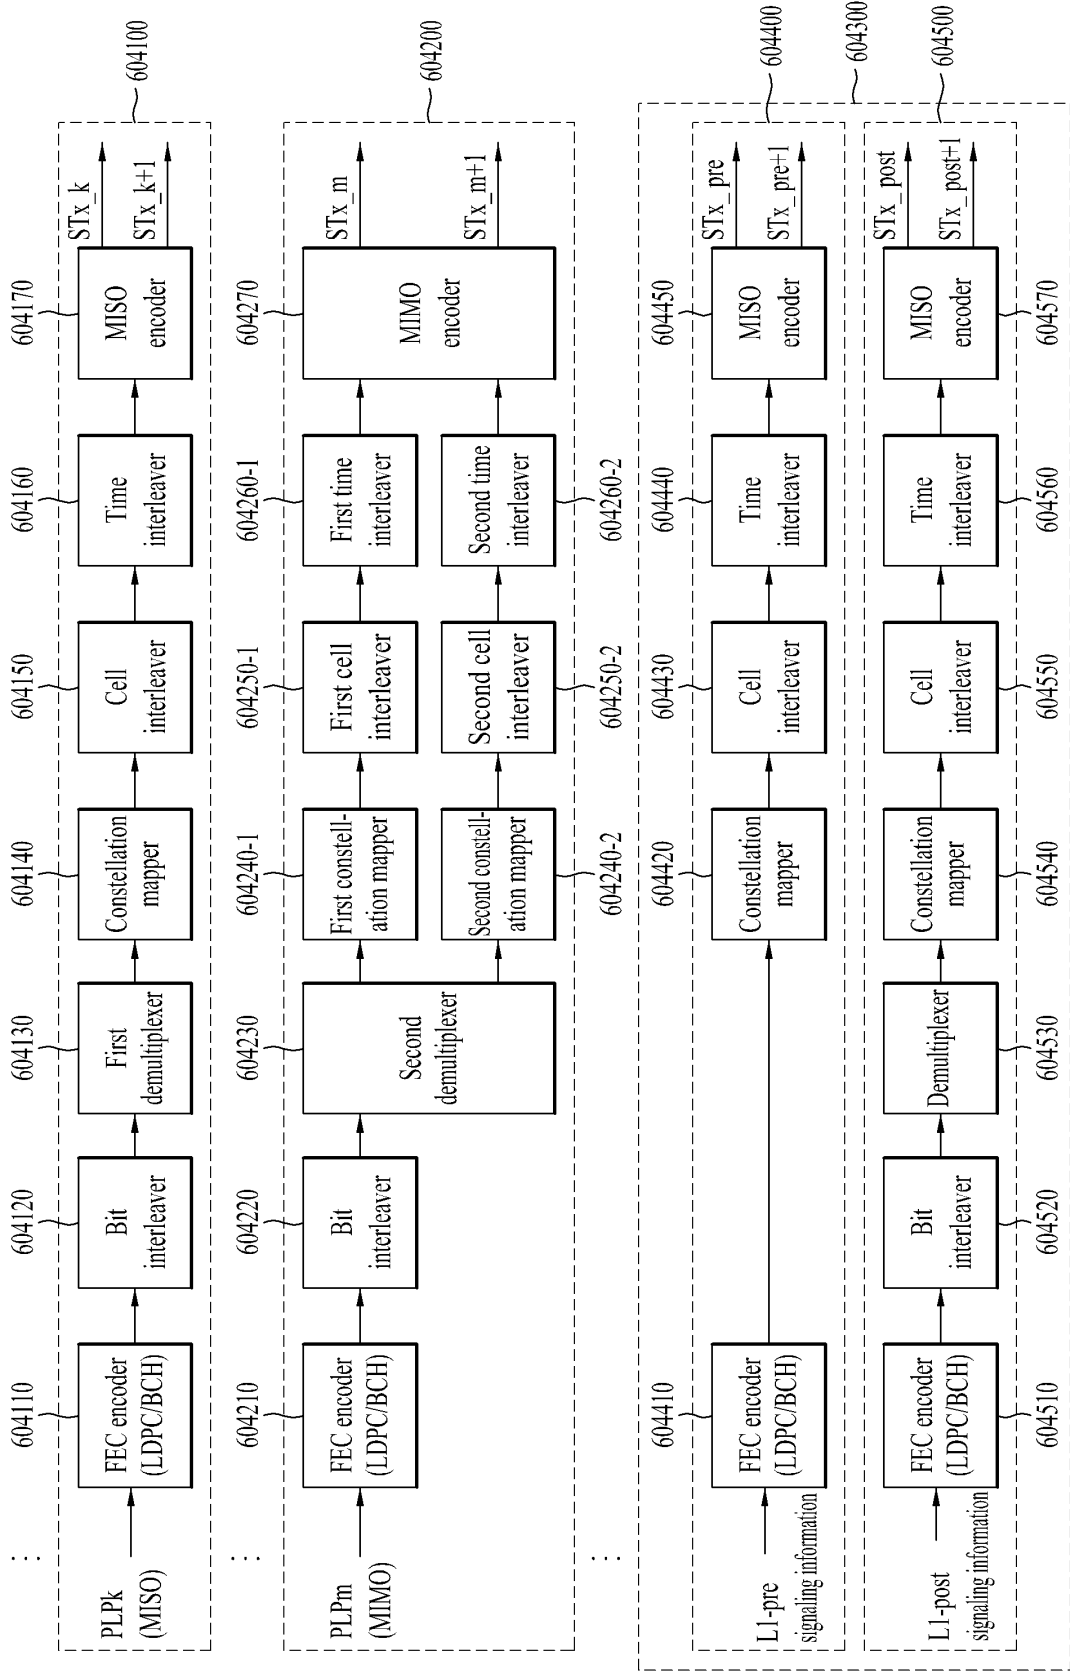 604110
604120
604130
604140
604150
604160
604170
PLPk
(MISO)
FEC encoder
(LDPC/BCH)
Bit
interleaver
First
demultiplexer
Constellation
mapper
Cell
interleaver
Time
interleaver
MISO
encoder
STx_k
STx_k+1
604100
604210
604220
604230
604240-1
604250-1
604260-1
604270
PLPm
(MIMO)
FEC encoder
(LDPC/BCH)
Bit
interleaver
Second
demultiplexer
First constell-
ation mapper
First cell
interleaver
First time
interleaver
MIMO
encoder
STx_m
STx_m+1
604200
Second constell-
ation mapper
Second cell
interleaver
Second time
interleaver
604240-2
604250-2
604260-2
604410
604420
604430
604440
604450
L1-pre
signaling information
FEC encoder
(LDPC/BCH)
Constellation
mapper
Cell
interleaver
Time
interleaver
MISO
encoder
STx_pre
STx_pre+1
604400
604300
L1-post
signaling information
FEC encoder
(LDPC/BCH)
Bit
interleaver
Demultiplexer
Constellation
mapper
Cell
interleaver
Time
interleaver
MISO
encoder
STx_post
STx_post+1
604500
604510
604520
604530
604540
604550
604560
604570